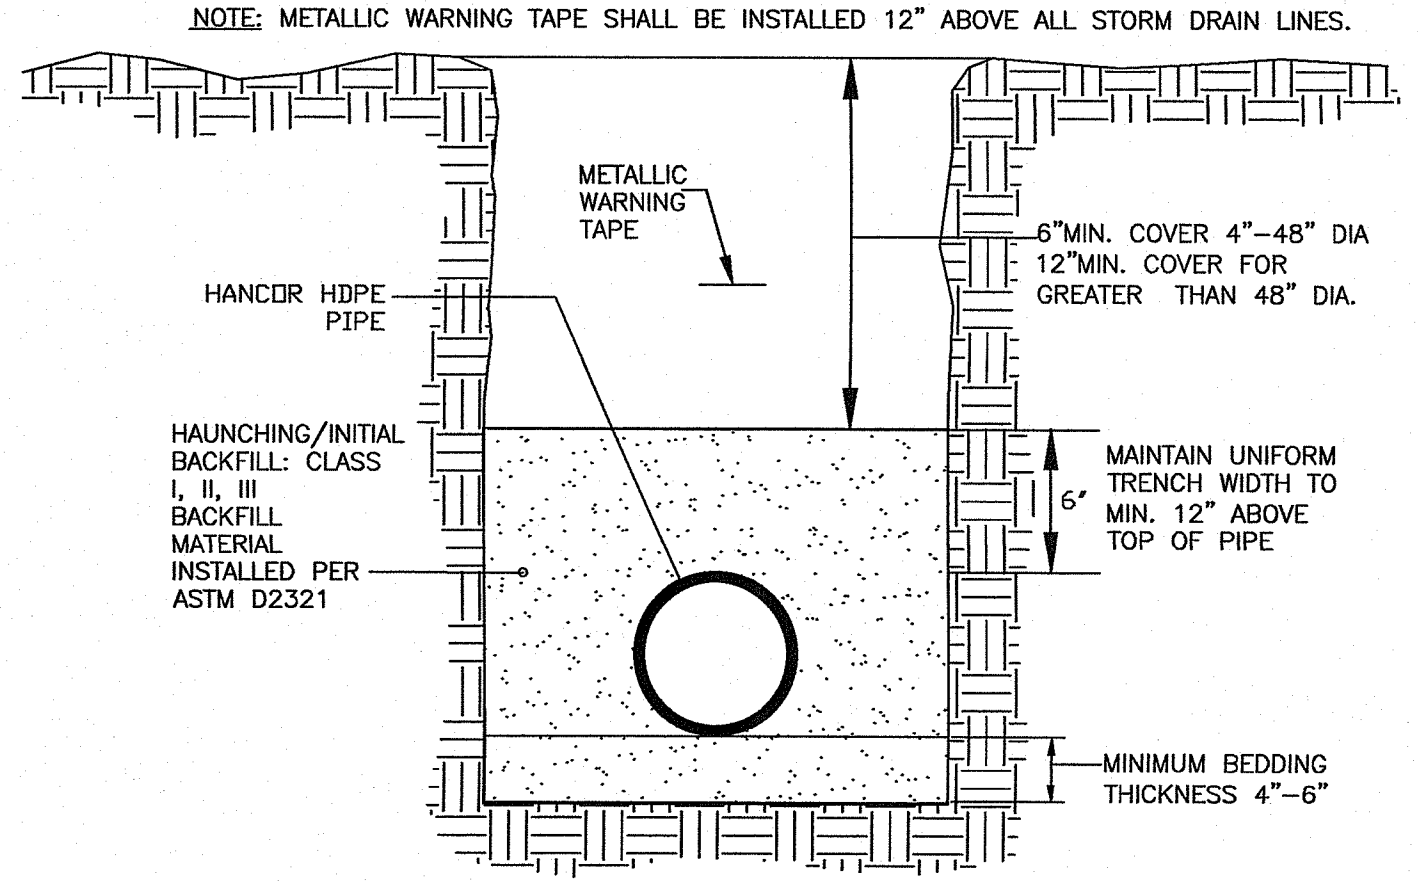 NOTE: METALLIC WARNING TAPE SHALL BE INSTALLED 12" ABOVE ALL STORM DRAIN LINES.
METALLIC
WARNING
TAPE
6"MIN. COVER 4"-48" DIA
12"MIN. COVER FOR
GREATER THAN 48" DIA.
HANCOR HDPE
PIPE
HAUNCHING/INITIAL
BACKFILL: CLASS
I, II, III
BACKFILL
MATERIAL
INSTALLED PER
ASTM D2321
6"
MAINTAIN UNIFORM
TRENCH WIDTH TO
MIN. 12" ABOVE
TOP OF PIPE
MINIMUM BEDDING
THICKNESS 4"-6"